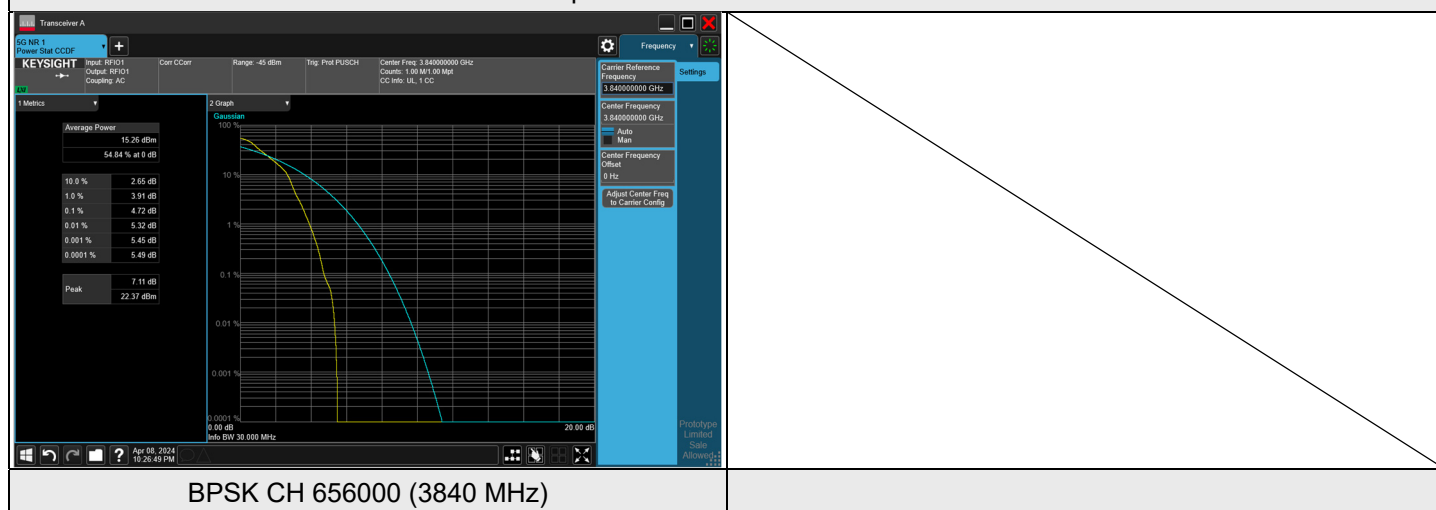 Transceiver A
5G NR 1
Power Stat CCDF
+
Frequency
KEYSIGHT
LVI
Input: RFIO1
Output: RFIO1
Coupling: AC
Corr CCorr
Range: -45 dBm
Trig: Prot PUSCH
Center Freq: 3.840000000 GHz
Counts: 1.00 M/1.00 Mpt
CC Info: UL, 1 CC
1 Metrics
Average Power
15.26 dBm
54.84 % at 0 dB
10.0 % 2.65 dB
1.0 % 3.91 dB
0.1 % 4.72 dB
0.01 % 5.32 dB
0.001 % 5.45 dB
0.0001 % 5.49 dB
Peak
7.11 dB
22.37 dBm
2 Graph
Gaussian
100 %
10 %
1 %
0.1 %
0.01 %
0.001 %
0.0001 %
0.00 dB
20.00 dB
Info BW 30.000 MHz
Carrier Reference
Frequency
3.840000000 GHz
Center Frequency
3.840000000 GHz
Auto
Man
Center Frequency
Offset
0 Hz
Adjust Center Freq
to Carrier Config
Settings
Prototype
Limited
Sale
Allowed
?
Apr 08, 2024
10:26:49 PM
BPSK CH 656000 (3840 MHz)